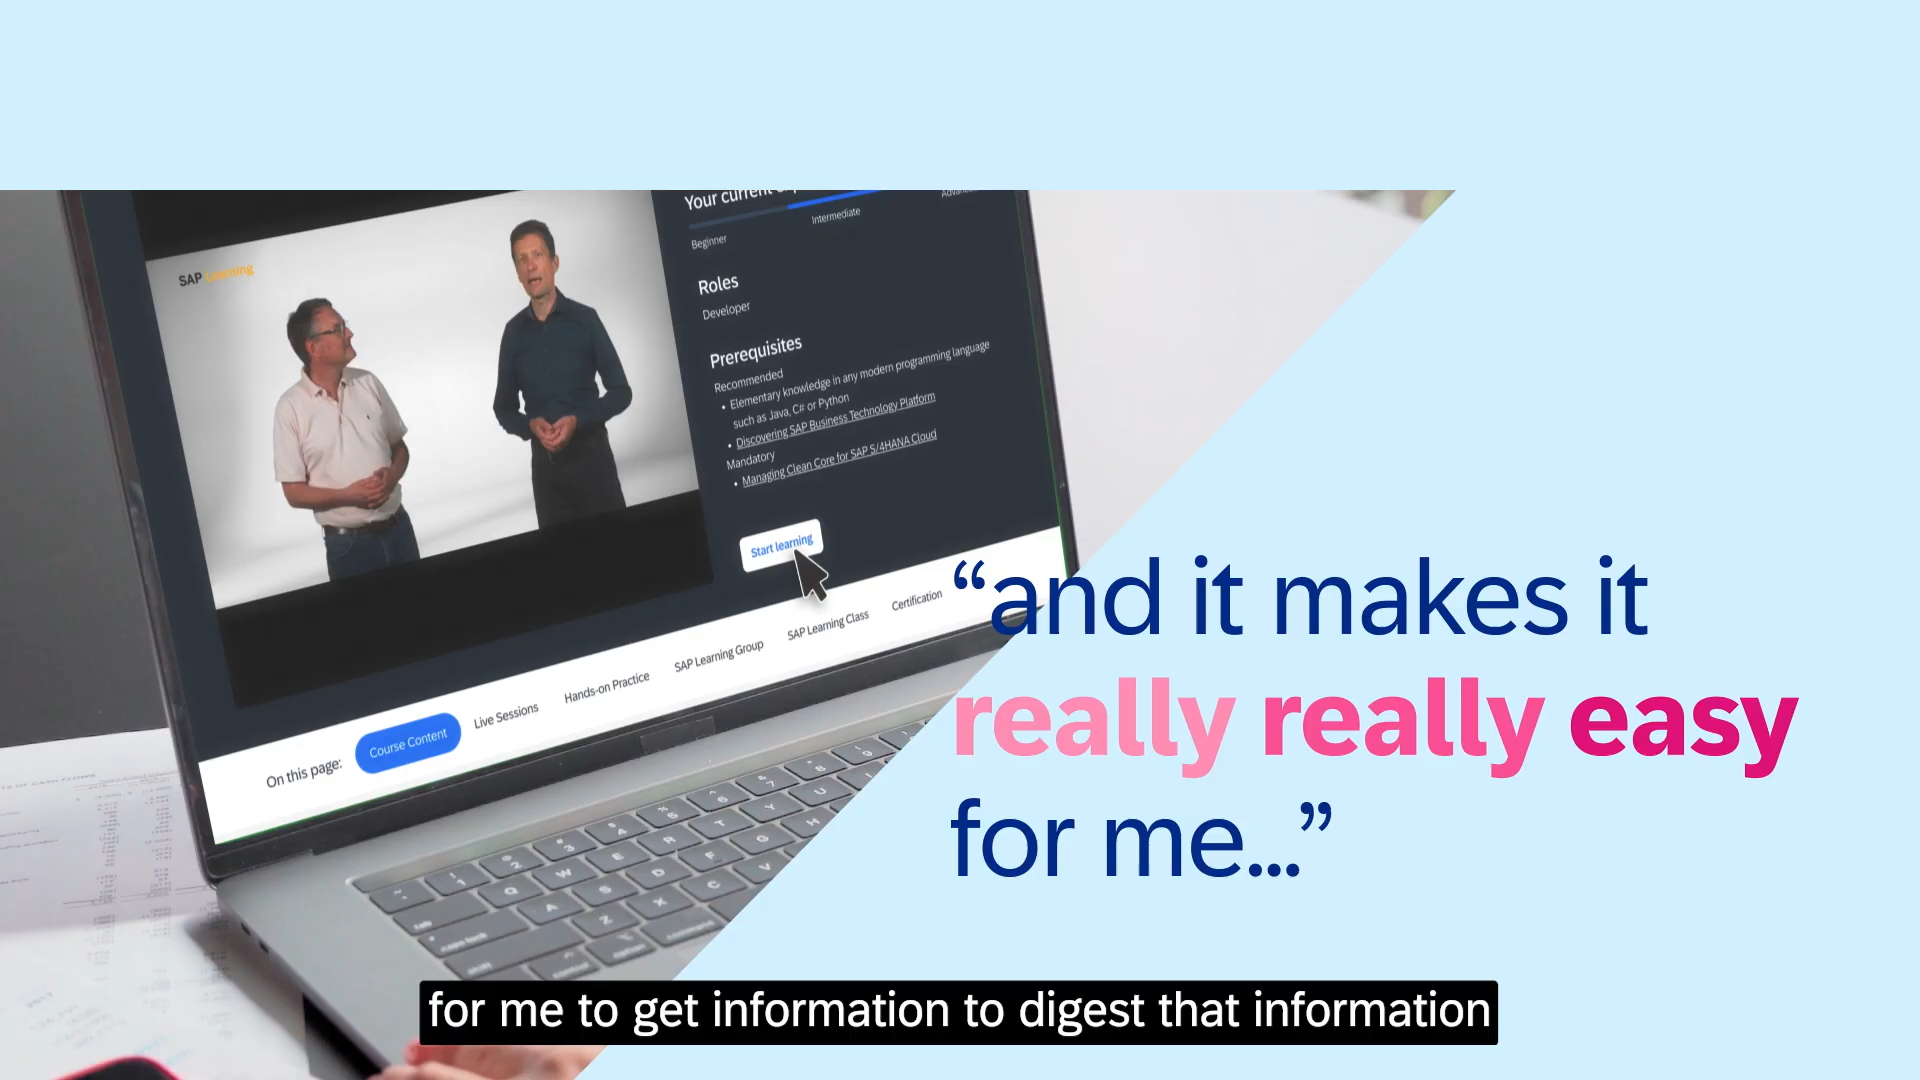 Your current
Advanc
Intermediate
Beginner
SAP Learning
Roles
Developer
Prerequisites
Recommended
• Elementary knowledge in any modern programming language
such as Java, C# or Python
• Discovering SAP Business Technology Platform
Mandatory
• Managing Clean Core for SAP S/4HANA Cloud
Start learning
On this page:
Course Content
Live Sessions
Hands-on Practice
SAP Learning Group
SAP Learning Class
Certification
“and it makes it
really really easy
for me...”
for me to get information to digest that information